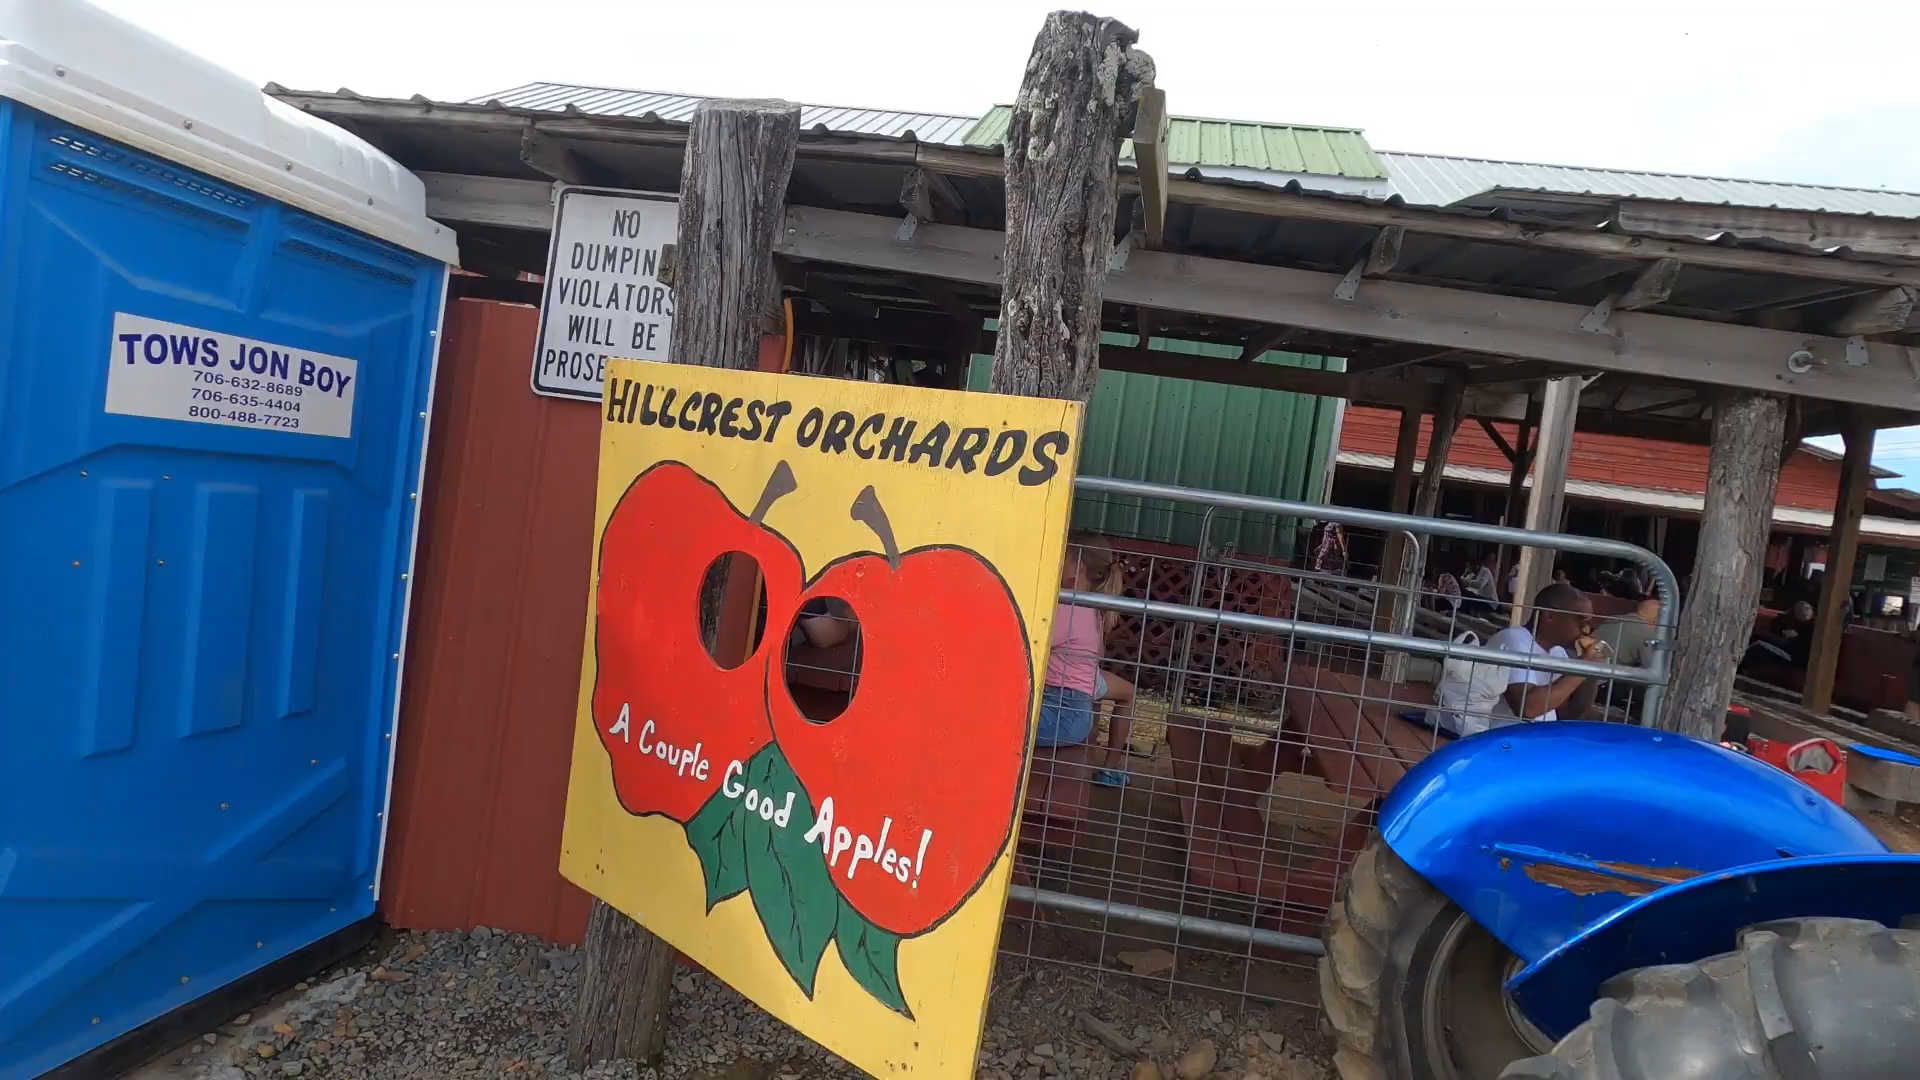 TOWS JON BOY
706-632-8689
706-635-4404
800-488-7723
NO
DUMPIN
VIOLATORS
WILL BE
PROSE
HILLCREST ORCHARDS
A Couple Good Apples!